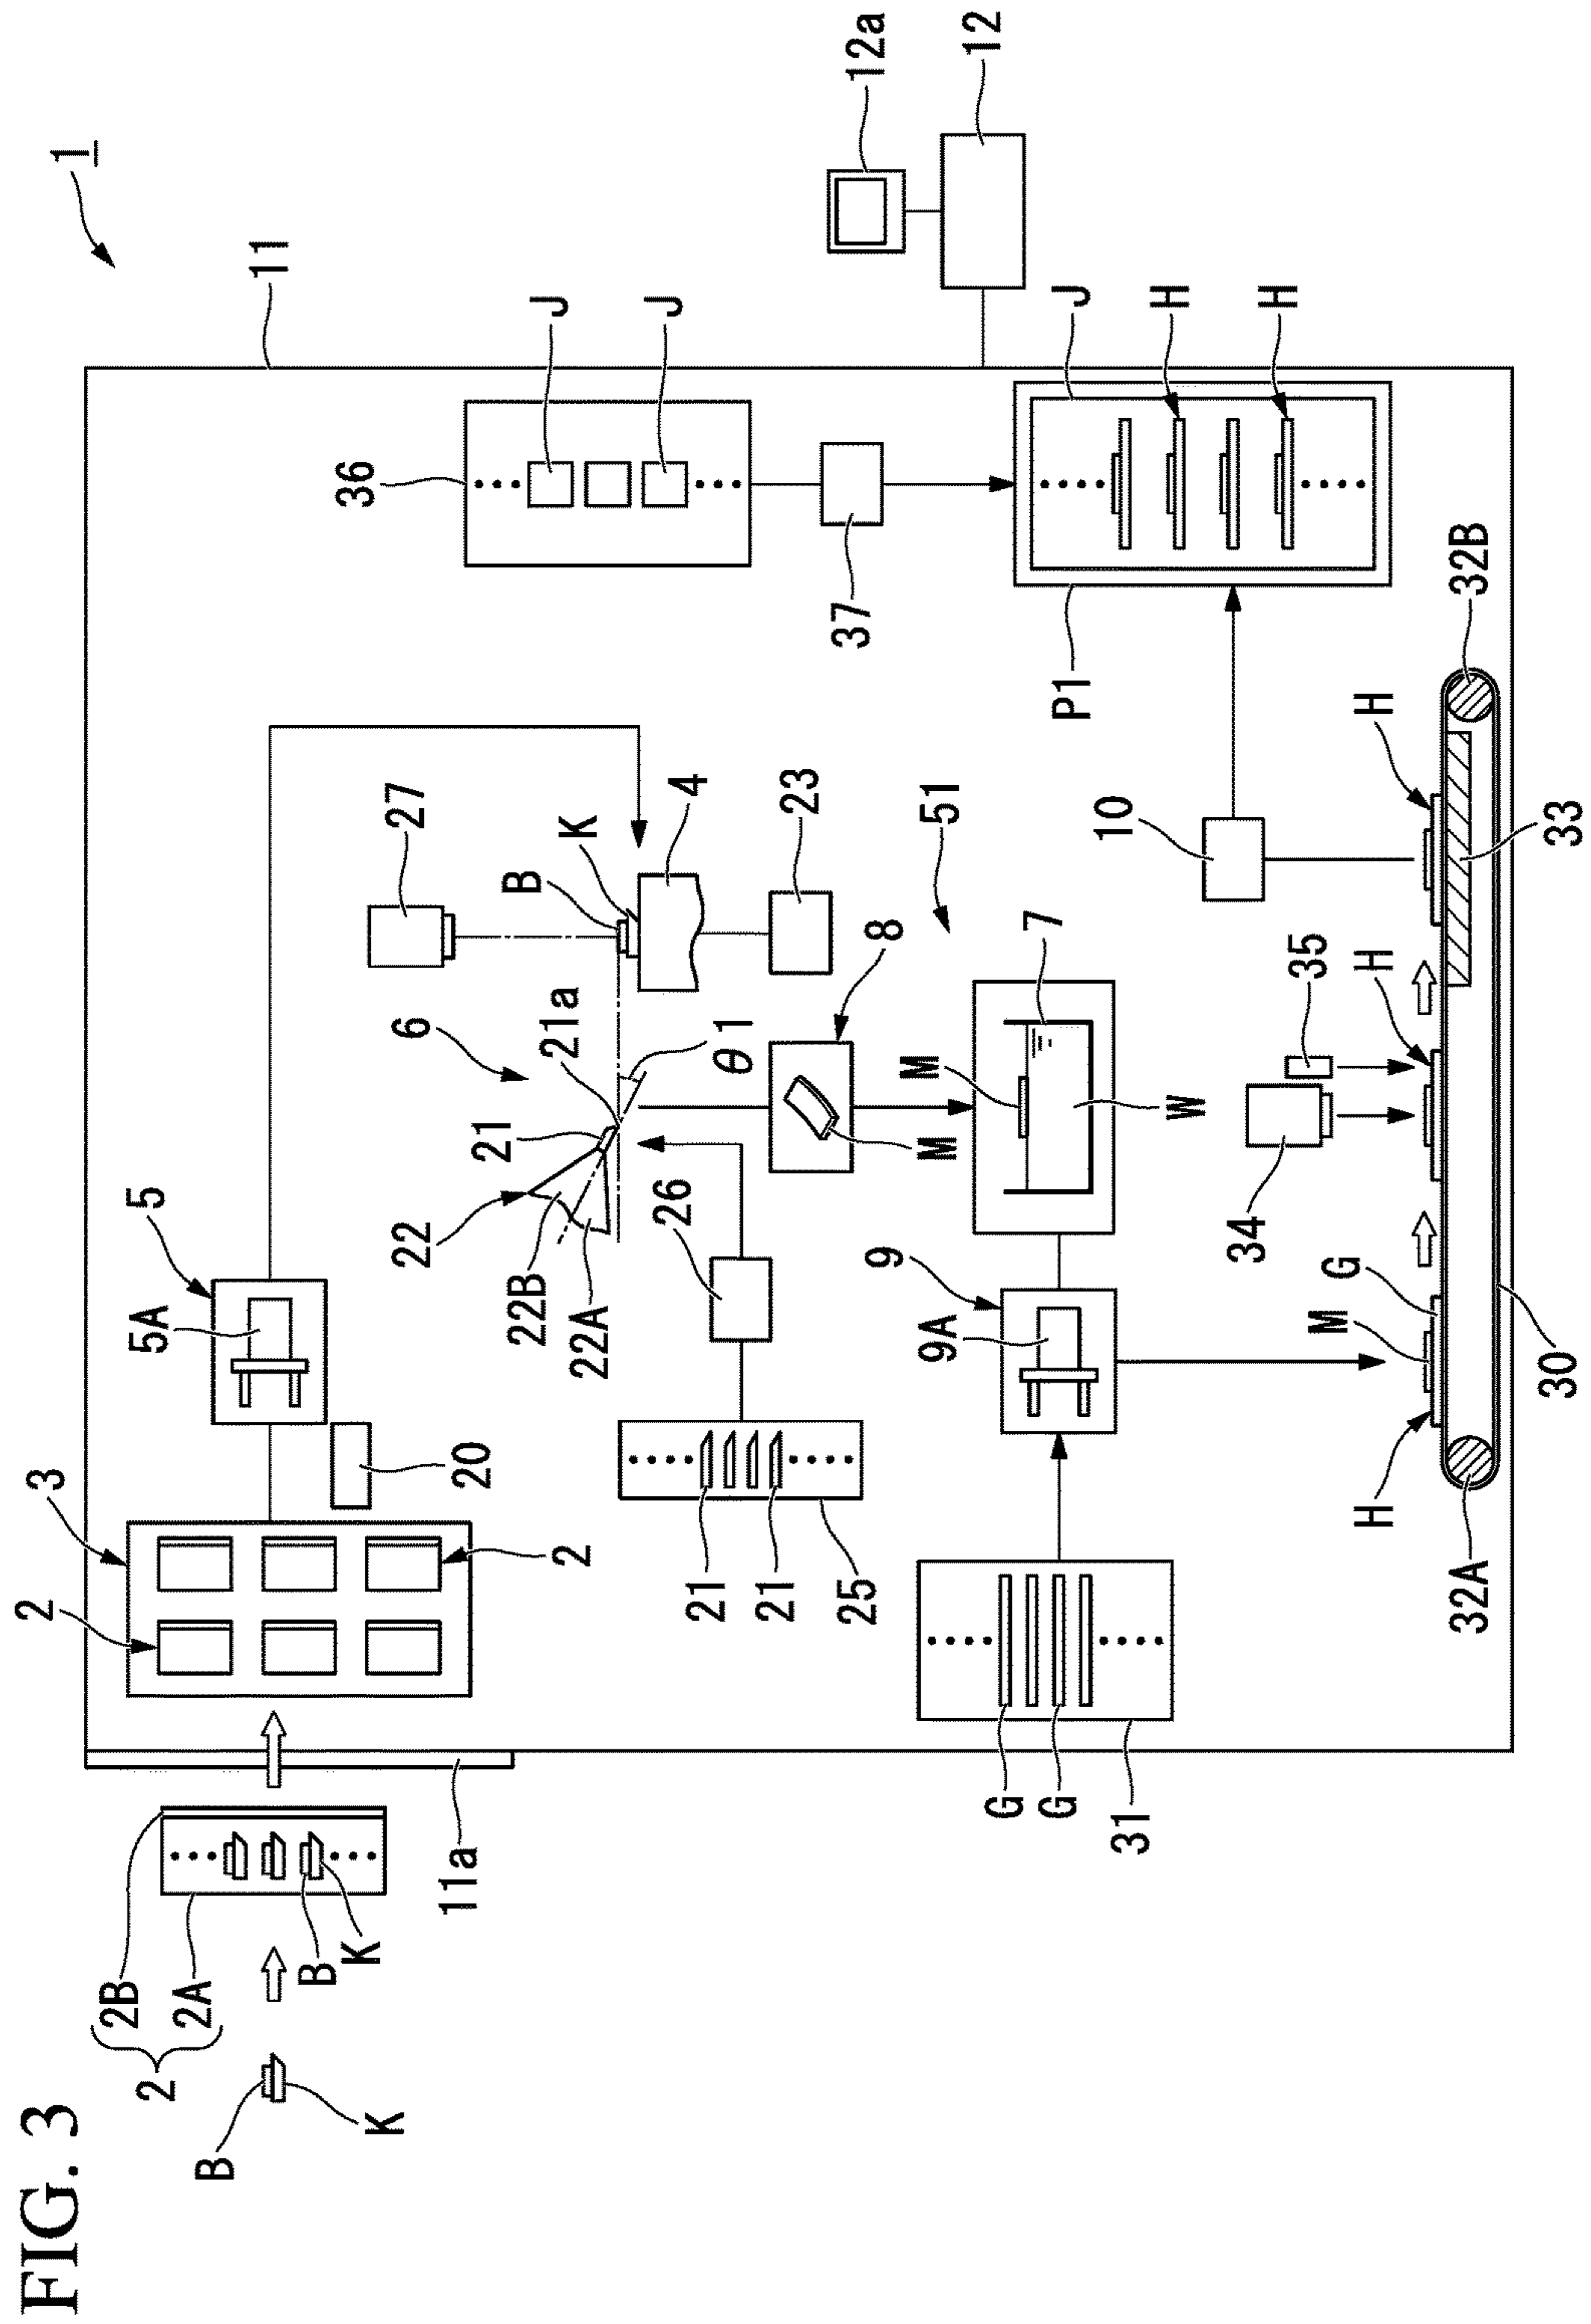 FIG. 3
1
11
12a
12
36
J
J
37
J
H
H
P1
32B
5
5A
27
B
K
4
23
6
21a
θ1
21
22
22B
22A
26
8
M
51
7
M
W
10
H
33
35
H
34
9
9A
G
M
30
3
2
2
20
21
21
25
H
32A
2B
2A
2
B
K
B
K
11a
G
G
31